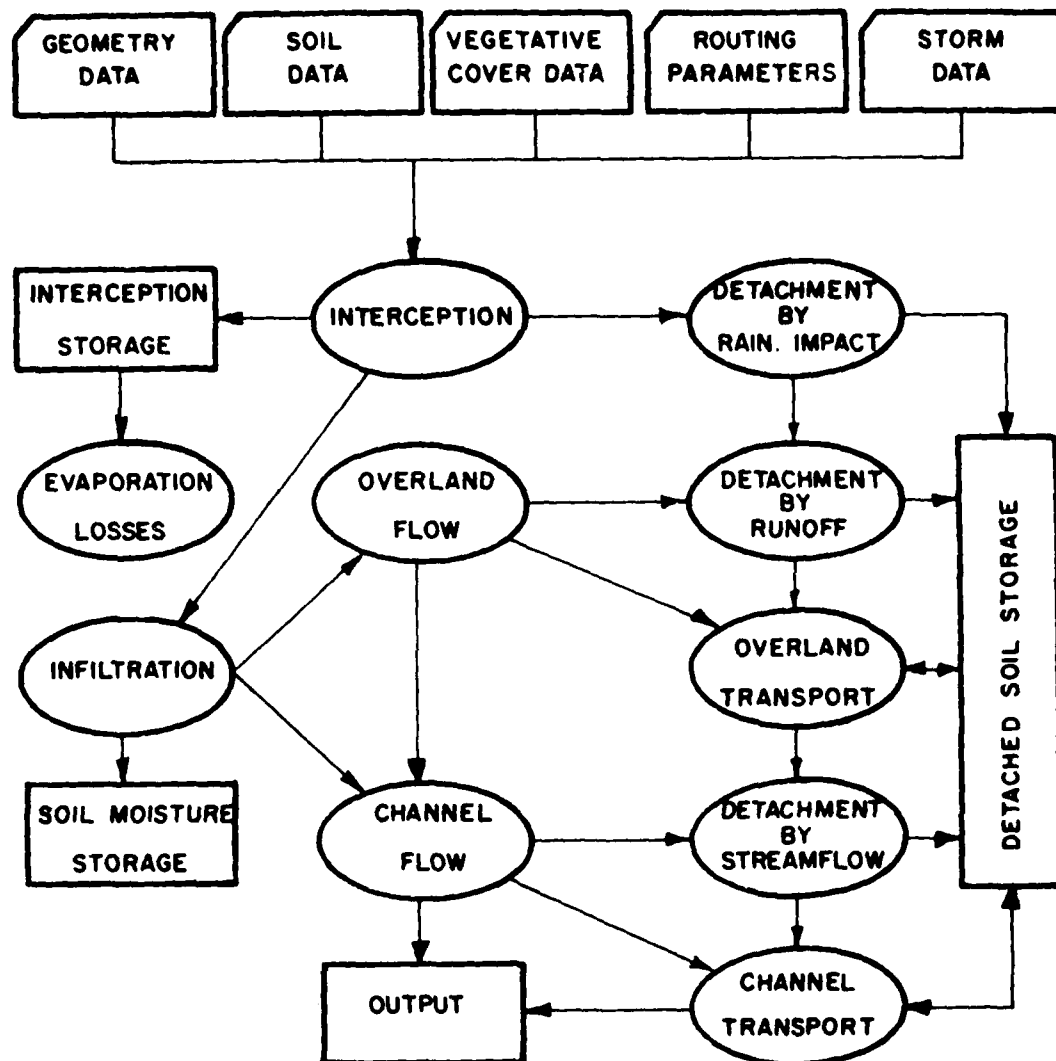 GEOMETRY
DATA
SOIL
DATA
VEGETATIVE
COVER DATA
ROUTING
PARAMETERS
STORM
DATA
INTERCEPTION
STORAGE
INTERCEPTION
DETACHMENT
BY
RAIN. IMPACT
EVAPORATION
LOSSES
OVERLAND
FLOW
DETACHMENT
BY
RUNOFF
DETACHED SOIL STORAGE
INFILTRATION
OVERLAND
TRANSPORT
SOIL MOISTURE
STORAGE
CHANNEL
FLOW
DETACHMENT
BY
STREAMFLOW
OUTPUT
CHANNEL
TRANSPORT